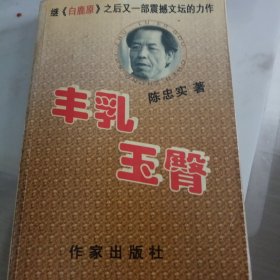 继《白鹿原》之后又一部震撼文坛的力作
陈忠实 著
丰乳
玉臀
作家出版社